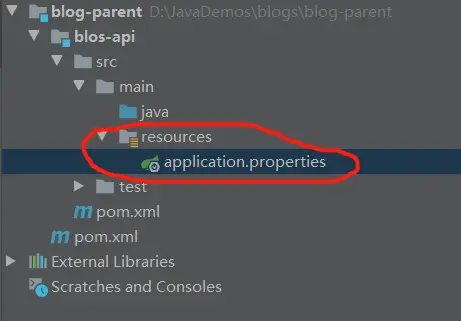 blog-parent D:\JavaDemos\blogs\blog-parent
blos-api
src
main
java
resources
application.properties
test
pom.xml
pom.xml
External Libraries
Scratches and Consoles